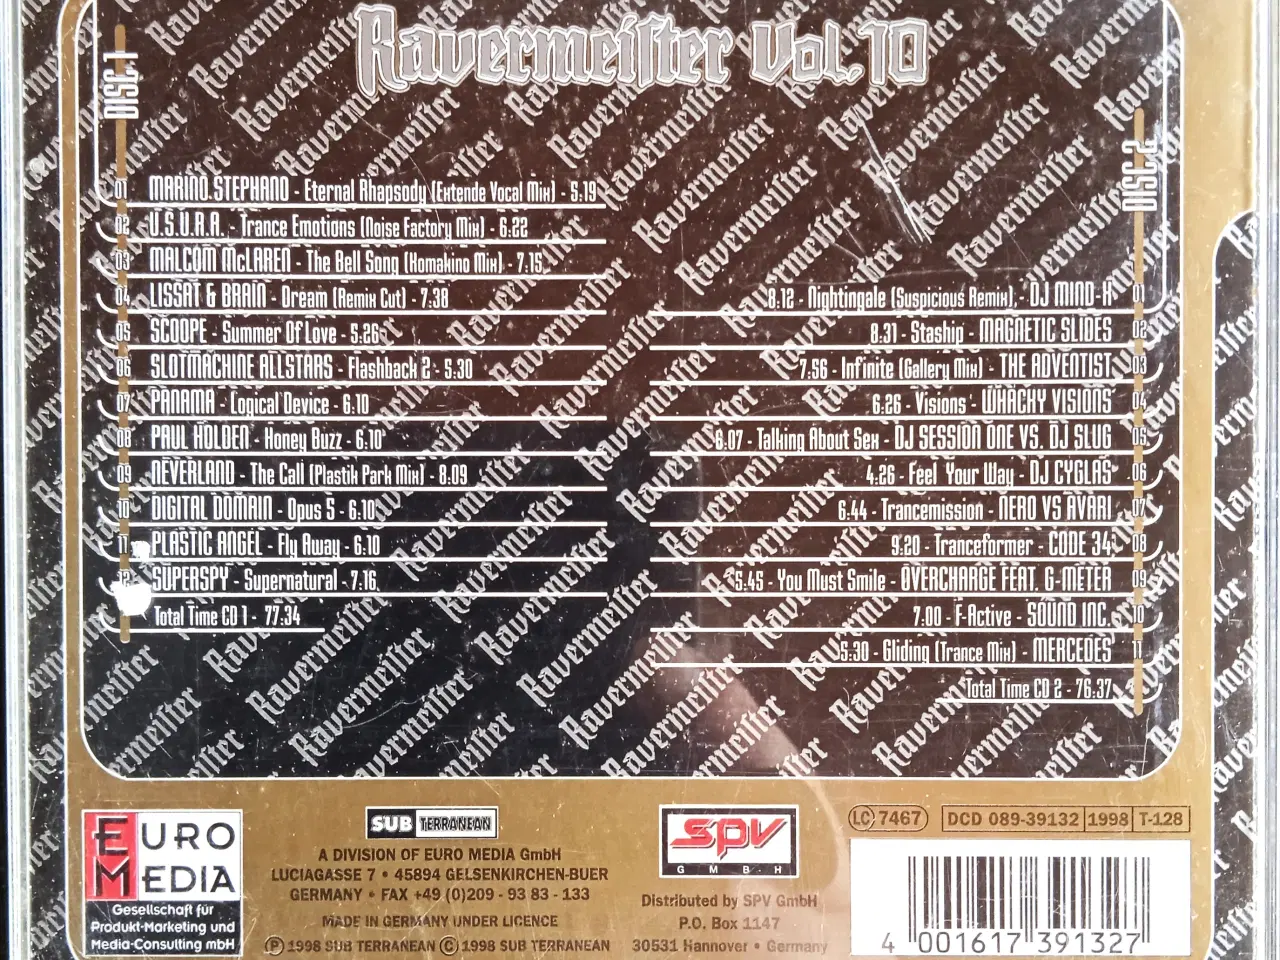 Ravermeister Vol.10
DISC.1
01 MARINO.STEPHANO - Eternal Rhapsody (Extende Vocal Mix) - 5:19
02 U.S.U.R.A. - Trance Emotions (Noise Factory Mix) - 6:22
03 MALCOM McLAREN - The Bell Song (Komakino Mix) - 7:15
04 LISSAT & BRAIN - Dream (Remix Cut) - 7.38
05 SCOOPE - Summer Of Love - 5:26
06 SLOTMACHINE ALLSTARS - Flashback 2 - 5:30
07 PANAMA - Logical Device - 6:10
08 PAUL HOLDEN - Honey Buzz - 6:10
09 NEVERLAND - The Call (Plastik Park Mix) - 8:09
10 DIGITAL DOMAIN - Opus 5 - 6:10
11 PLASTIC ANGEL - Fly Away - 6:10
12 SUPERSPY - Supernatural - 7:16
Total Time CD 1 - 77.34
DISC.2
8.12 - Nightingale (Suspicious Remix) - DJ MIND-X 01
8.31 - Staship - MAGNETIC SLIDES 02
7:56 - Infinite (Gallery Mix) - THE ADVENTIST 03
6.26 - Visions - WHACKY VISIONS 04
6.07 - Talking About Sex - DJ SESSION ONE VS. DJ SLUG 05
4:26 - Feel Your Way - DJ CYGLAS 06
6.44 - Trancemission - NERO VS AVARI 07
9.20 - Tranceformer - CODE 34 08
5.45 - You Must Smile - OVERCHARGE FEAT. G-METER 09
7.00 - F-Active - SOUND INC. 10
5:30 - Gliding (Trance Mix) - MERCEDES 11
Total Time CD 2 - 76.37
EURO
MEDIA
Gesellschaft für
Produkt-Marketing und
Media-Consulting mbH
SUB TERRANEAN
A DIVISION OF EURO MEDIA GmbH
LUCIAGASSE 7 • 45894 GELSENKIRCHEN-BUER
GERMANY • FAX +49 (0)209 - 93 83 - 133
MADE IN GERMANY UNDER LICENCE
Ⓟ 1998 SUB TERRANEAN © 1998 SUB TERRANEAN
SPV
GMBH
Distributed by SPV GmbH
P.O. Box 1147
30531 Hannover • Germany
LC 7467
DCD 089-39132 1998 T-128
4 001617 391327